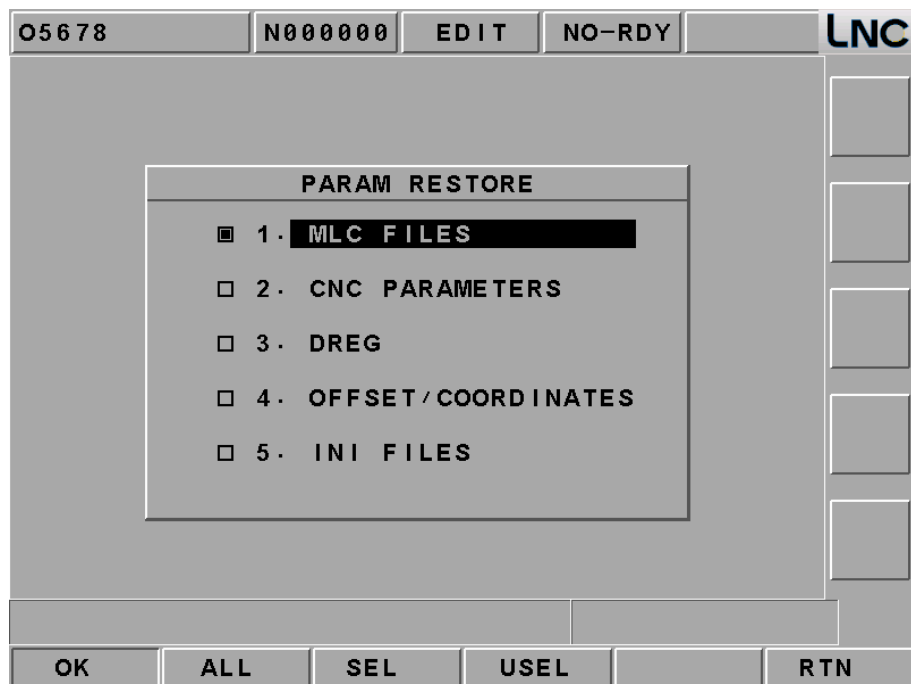 O5678 N000000 EDIT NO-RDY LNC
PARAM RESTORE
1. MLC FILES
2. CNC PARAMETERS
3. DREG
4. OFFSET/COORDINATES
5. INI FILES
OK ALL SEL USEL RTN